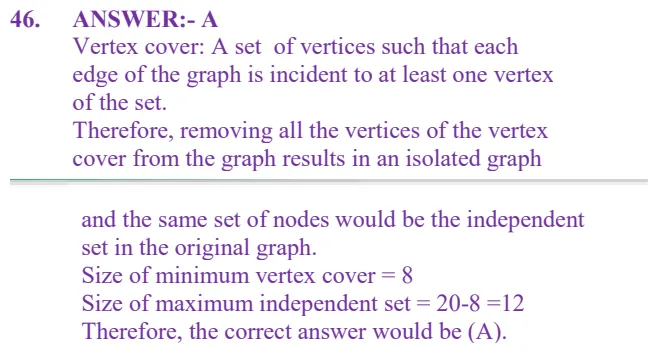 46. ANSWER:- A
Vertex cover: A set of vertices such that each
edge of the graph is incident to at least one vertex
of the set.
Therefore, removing all the vertices of the vertex
cover from the graph results in an isolated graph
and the same set of nodes would be the independent
set in the original graph.
Size of minimum vertex cover = 8
Size of maximum independent set = 20-8 =12
Therefore, the correct answer would be (A).